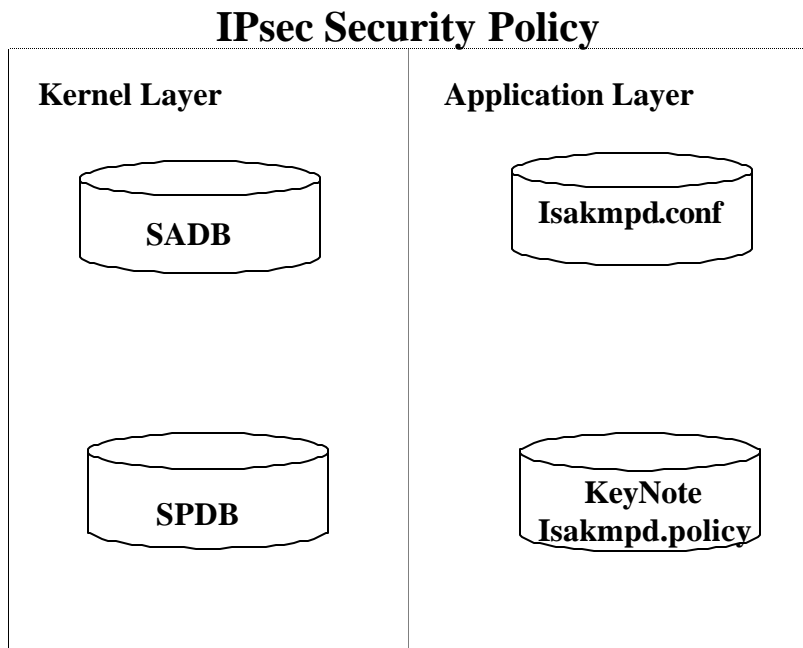 IPsec Security Policy
Kernel Layer
Application Layer
SADB
Isakmpd.conf
SPDB
KeyNote
Isakmpd.policy